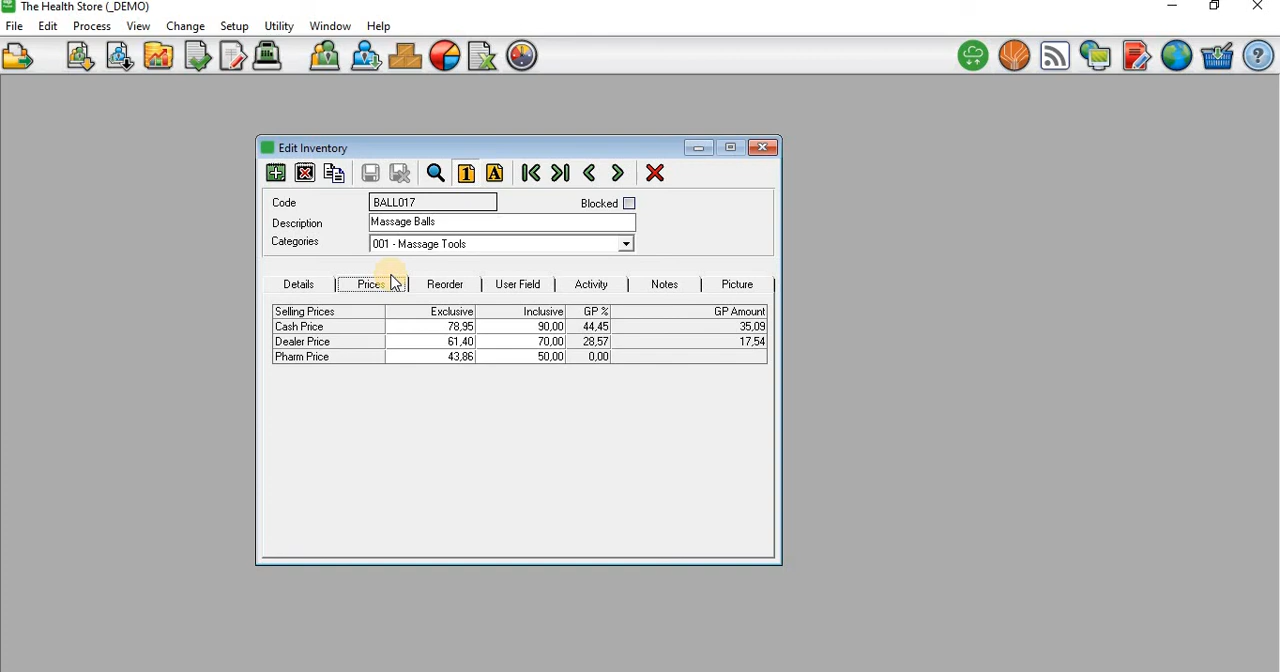 The Health Store (_DEMO)
File Edit Process View Change Setup Utility Window Help
Edit Inventory
1 A
Code BALL017 Blocked
Description Massage Balls
Categories 001 - Massage Tools
Details Prices Reorder User Field Activity Notes Picture
Selling Prices Exclusive Inclusive GP % GP Amount
Cash Price 78,95 90,00 44,45 35,09
Dealer Price 61,40 70,00 28,57 17,54
Pharm Price 43,86 50,00 0,00